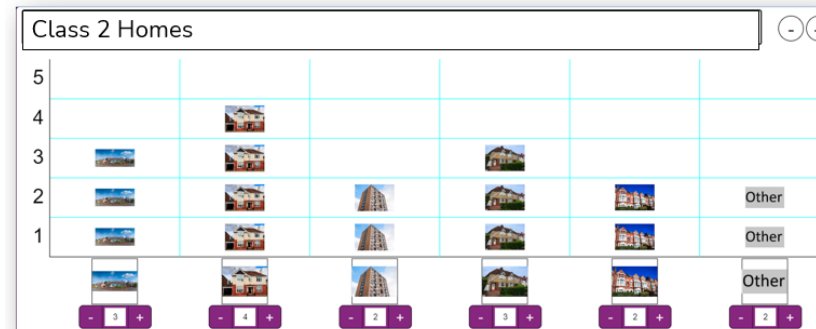 Class 2 Homes -
5
4
3
2 Other
1 Other
Other
- 3 + - 4 + - 2 + - 3 + - 2 + - 2 +